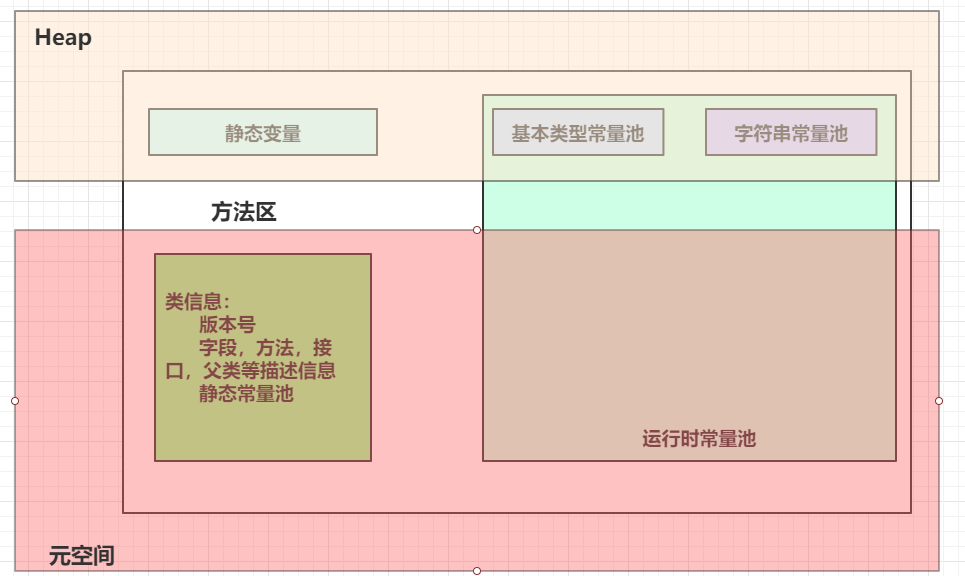 Heap
静态变量
基本类型常量池
字符串常量池
方法区
类信息：
版本号
字段，方法，接
口，父类等描述信息
静态常量池
运行时常量池
元空间